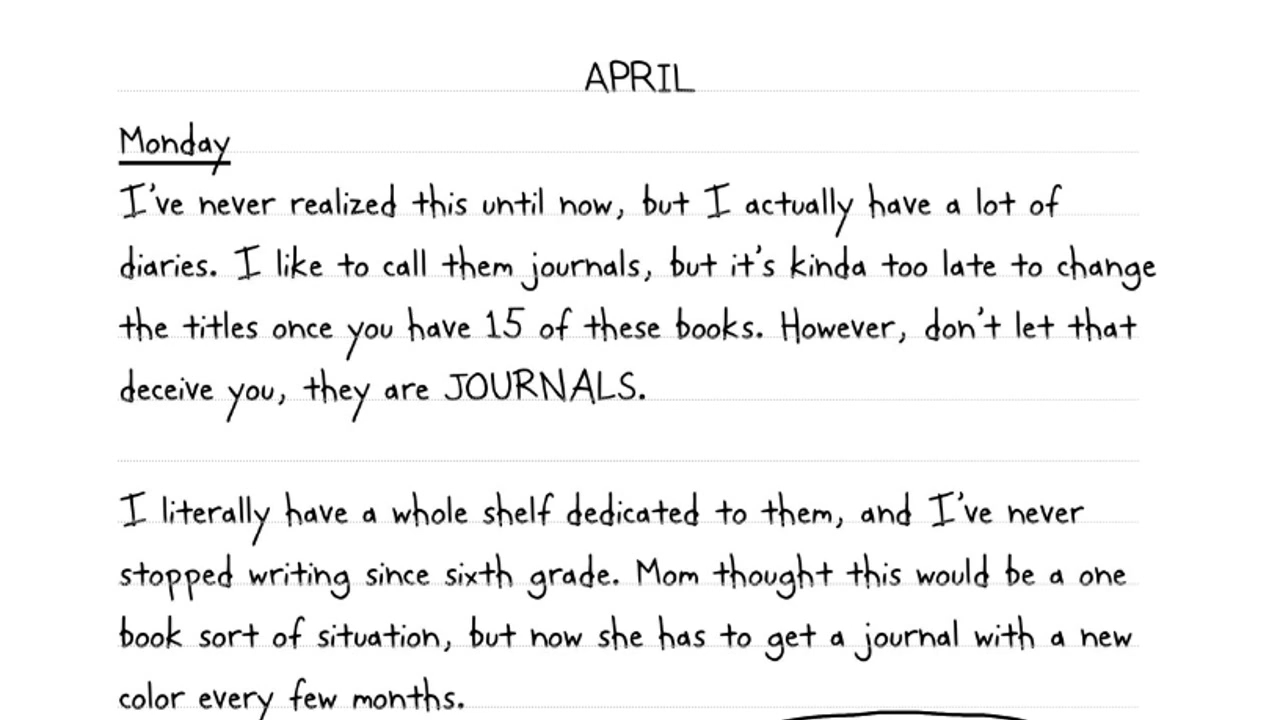 APRIL
Monday
I've never realized this until now, but I actually have a lot of
diaries. I like to call them journals, but it's kinda too late to change
the titles once you have 15 of these books. However, don't let that
deceive you, they are JOURNALS.
I literally have a whole shelf dedicated to them, and I've never
stopped writing since sixth grade. Mom thought this would be a one
book sort of situation, but now she has to get a journal with a new
color every few months.